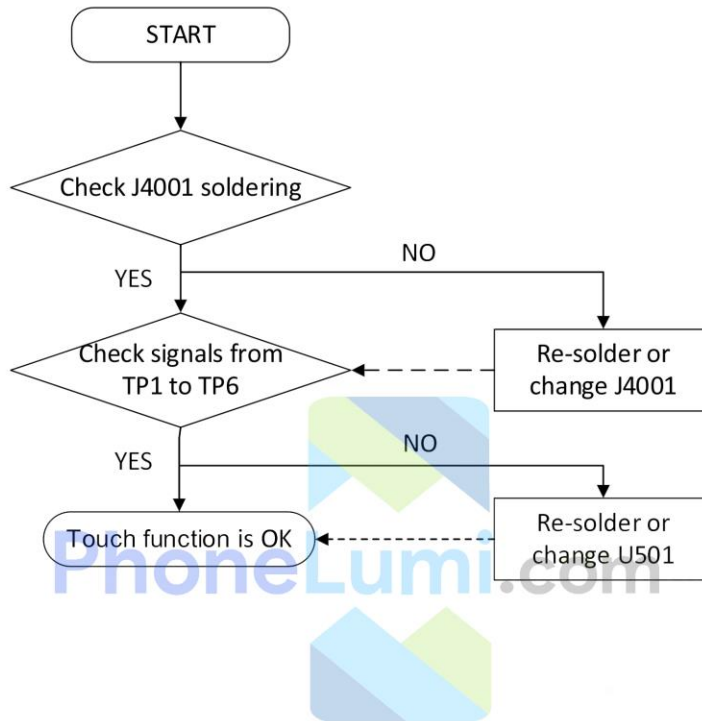 START
Check J4001 soldering
NO
YES
Check signals from
TP1 to TP6
Re-solder or
change J4001
NO
YES
Touch function is OK
Re-solder or
change U501
PhoneLumi.com